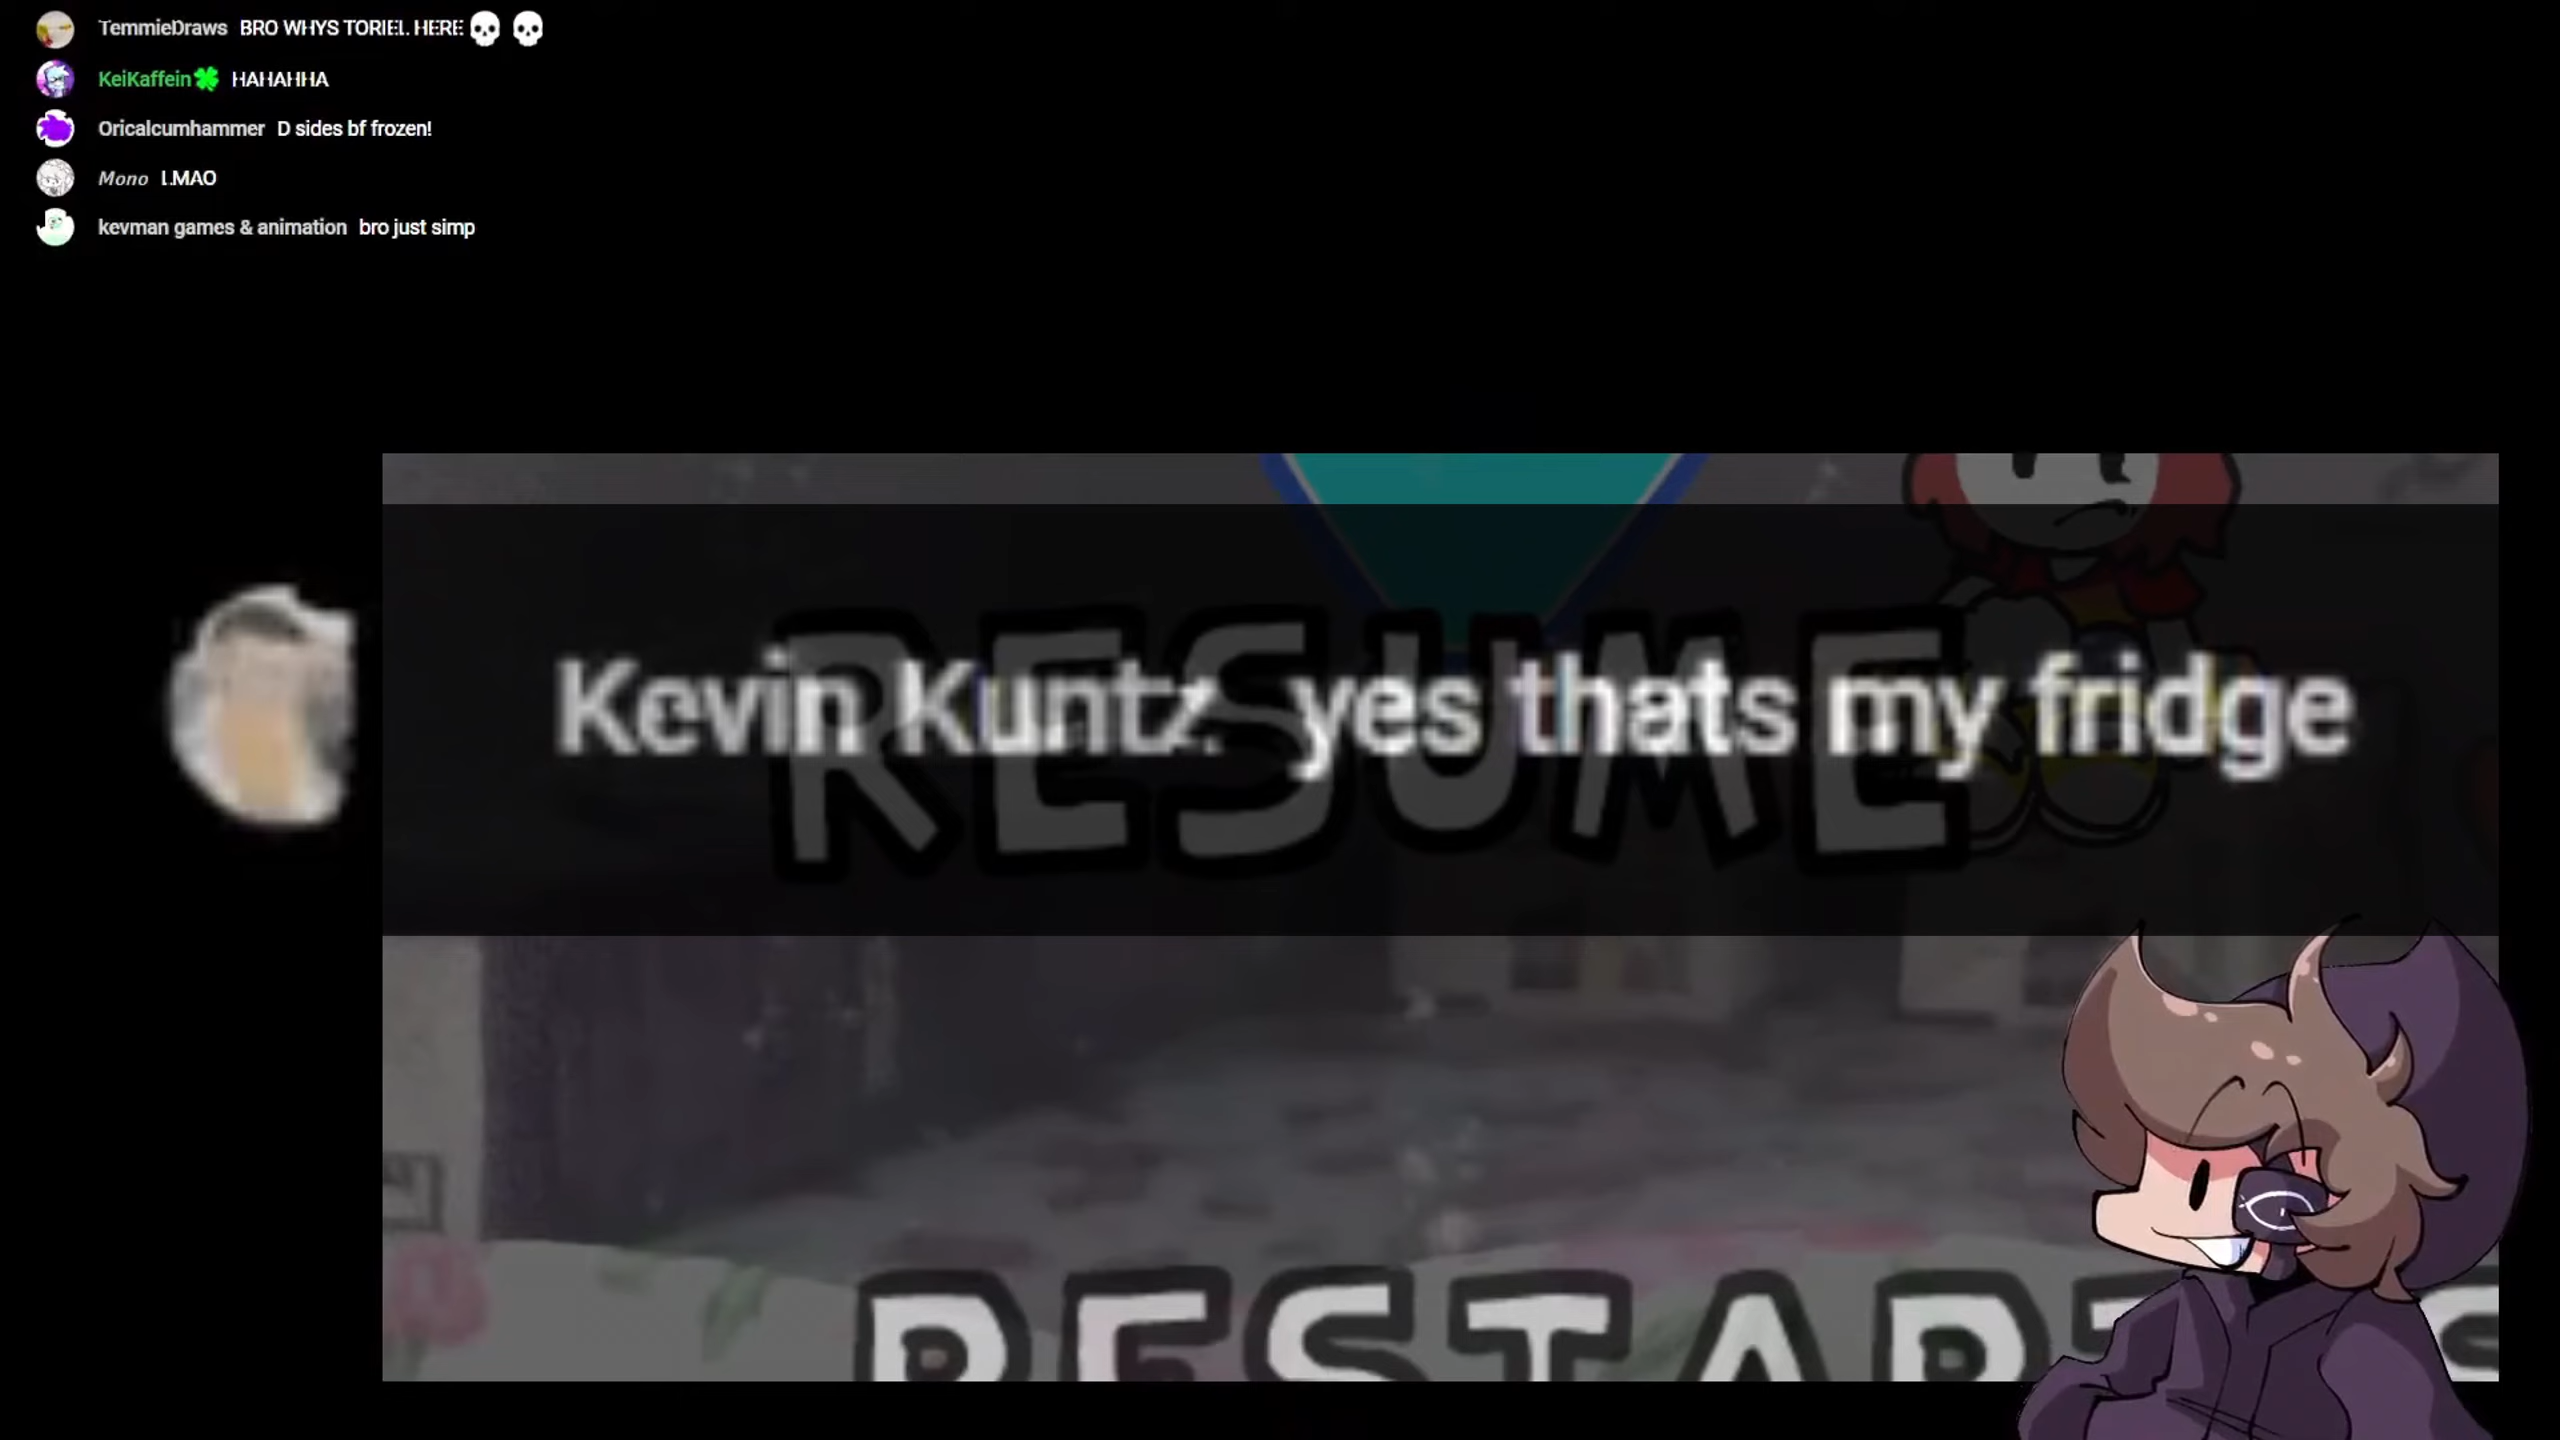 TemmieDraws BRO WHYS TORIEL HERE 💀 💀
KeiKaffein🍀 HAHAHHA
Oricalcumhammer D sides bf frozen!
Mono LMAO
kevman games & animation bro just simp
RESUME
Kevin Kuntz. yes thats my fridge
RESTART S